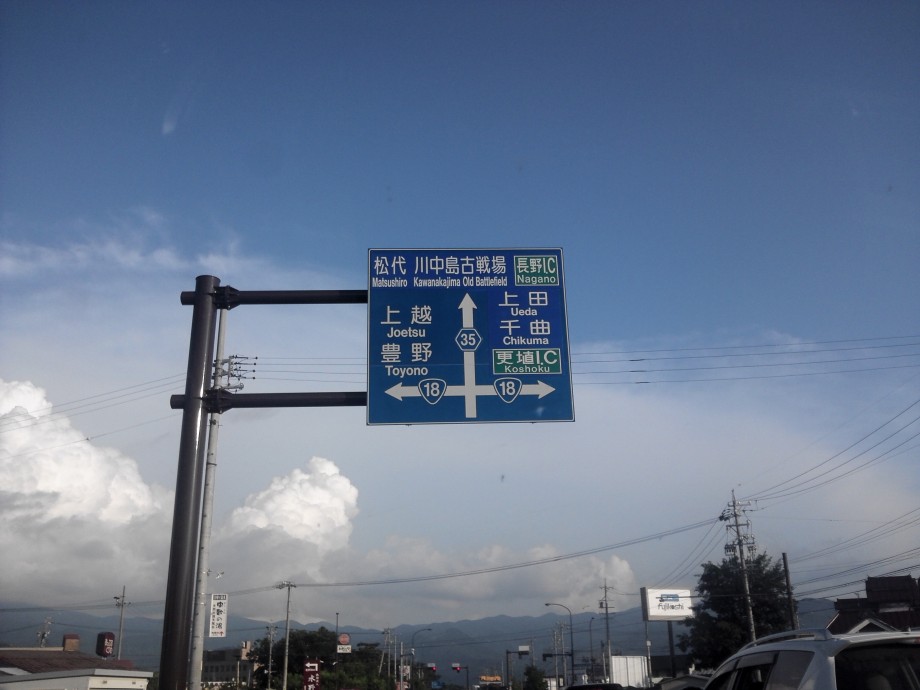 松代 川中島古戦場 長野I.C
Matsushiro Kawanakajima Old Battlefield Nagano
上越
Joetsu
豊野
Toyono
35
上田
Ueda
千曲
Chikuma
更埴I.C
Koshoku
18
18
Fujikoshi